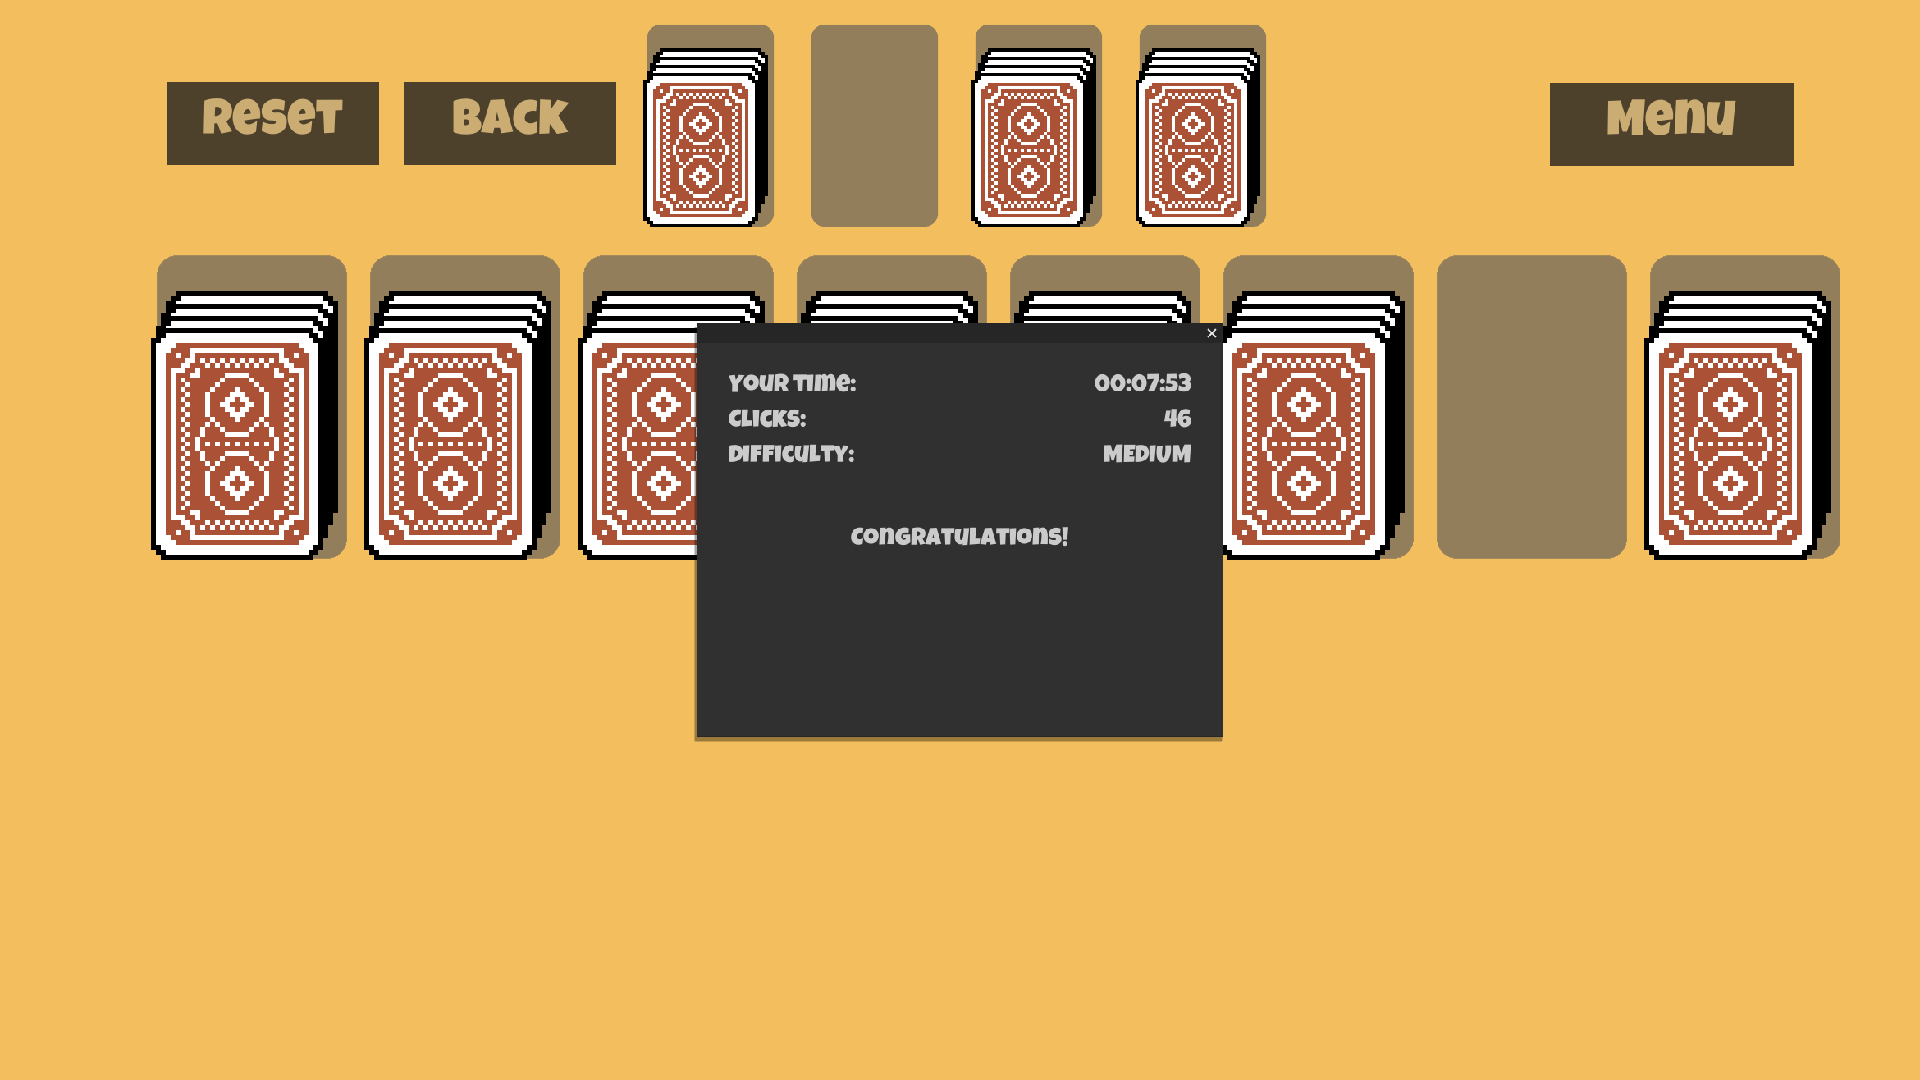 Reset
BACK
Menu
×
Your Time: 00:07:53
Clicks: 46
Difficulty: MEDIUM
Congratulations!